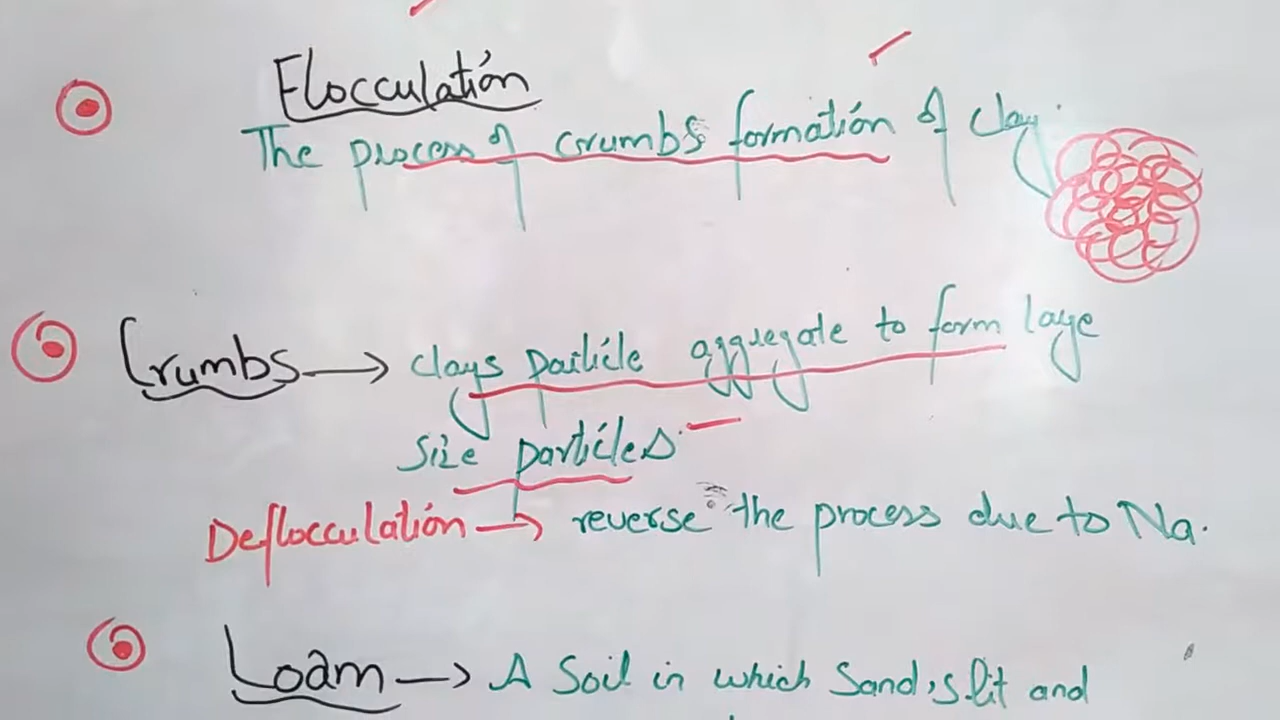 Flocculation
The process of crumbs formation of clay
Crumbs → clays particle aggregate to form large
size particles
Deflocculation → reverse the process due to Na.
Loam → A Soil in which Sand, slit and